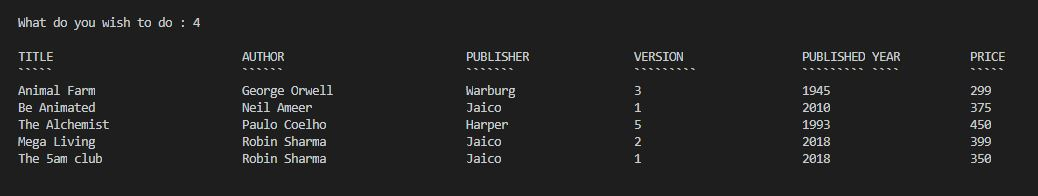 What do you wish to do : 4
TITLE AUTHOR PUBLISHER VERSION PUBLISHED YEAR PRICE
````` `````` ``````` ````````` ````````` ```` `````
Animal Farm George Orwell Warburg 3 1945 299
Be Animated Neil Ameer Jaico 1 2010 375
The Alchemist Paulo Coelho Harper 5 1993 450
Mega Living Robin Sharma Jaico 2 2018 399
The 5am club Robin Sharma Jaico 1 2018 350